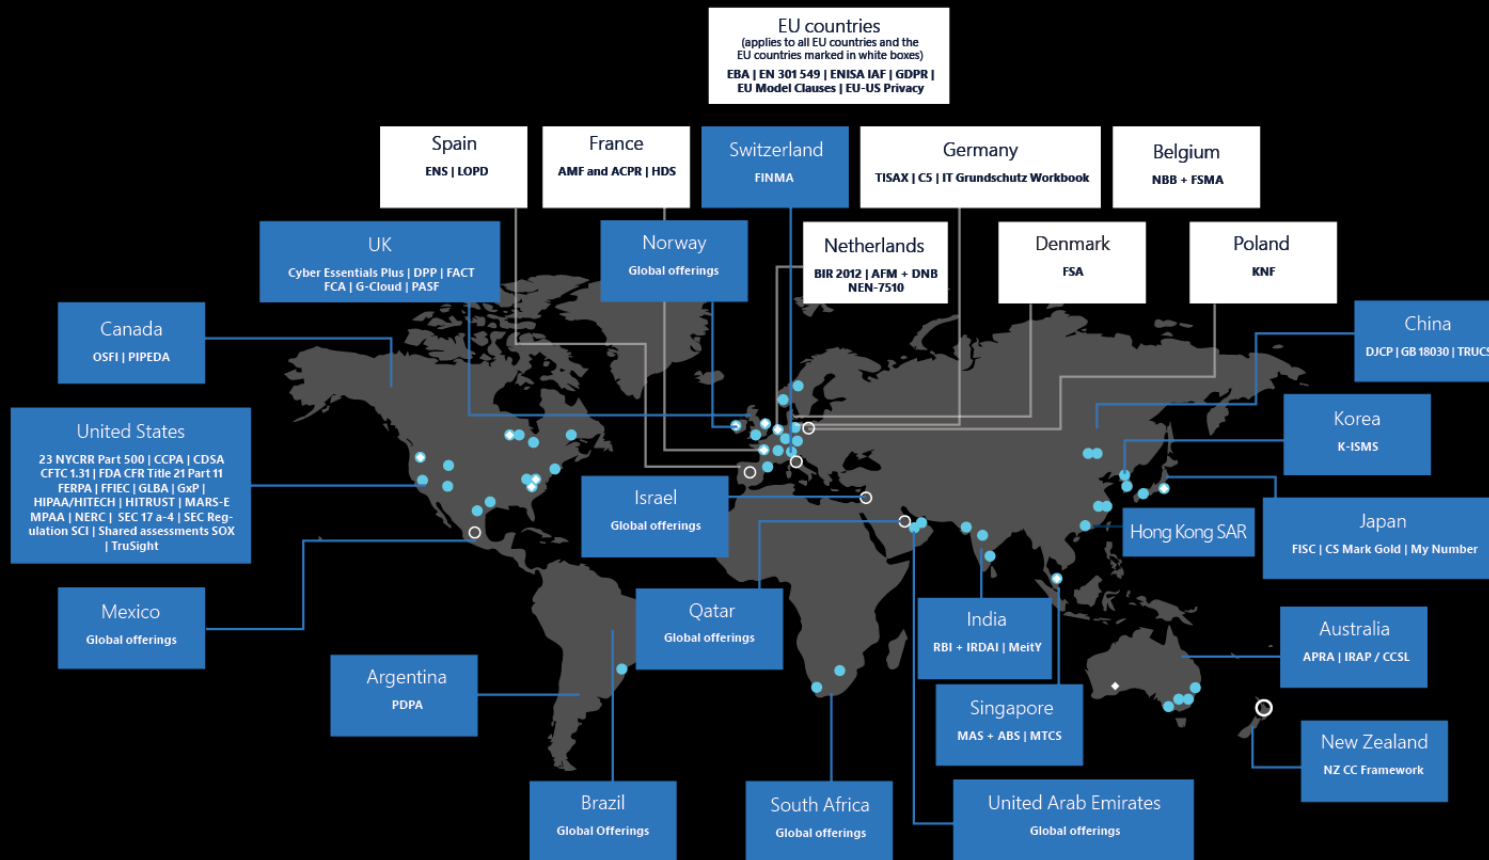 EU countries
(applies to all EU countries and the
EU countries marked in white boxes)
EBA | EN 301 549 | ENISA IAF | GDPR |
EU Model Clauses | EU-US Privacy
Spain
ENS | LOPD
France
AMF and ACPR | HDS
Switzerland
FINMA
Germany
TISAX | C5 | IT Grundschutz Workbook
Belgium
NBB + FSMA
UK
Cyber Essentials Plus | DPP | FACT
FCA | G-Cloud | PASF
Norway
Global offerings
Netherlands
BIR 2012 | AFM + DNB
NEN-7510
Denmark
FSA
Poland
KNF
Canada
OSFI | PIPEDA
China
DJCP | GB 18030 | TRUCS
United States
23 NYCRR Part 500 | CCPA | CDSA
CFTC 1.31 | FDA CFR Title 21 Part 11
FERPA | FFIEC | GLBA | GxP |
HIPAA/HITECH | HITRUST | MARS-E
MPAA | NERC | SEC 17 a-4 | SEC Reg-
ulation SCI | Shared assessments SOX
| TruSight
Korea
K-ISMS
Israel
Global offerings
Hong Kong SAR
Japan
FISC | CS Mark Gold | My Number
Mexico
Global offerings
Qatar
Global offerings
India
RBI + IRDAI | MeitY
Australia
APRA | IRAP / CCSL
Argentina
PDPA
Singapore
MAS + ABS | MTCS
New Zealand
NZ CC Framework
Brazil
Global Offerings
South Africa
Global offerings
United Arab Emirates
Global offerings